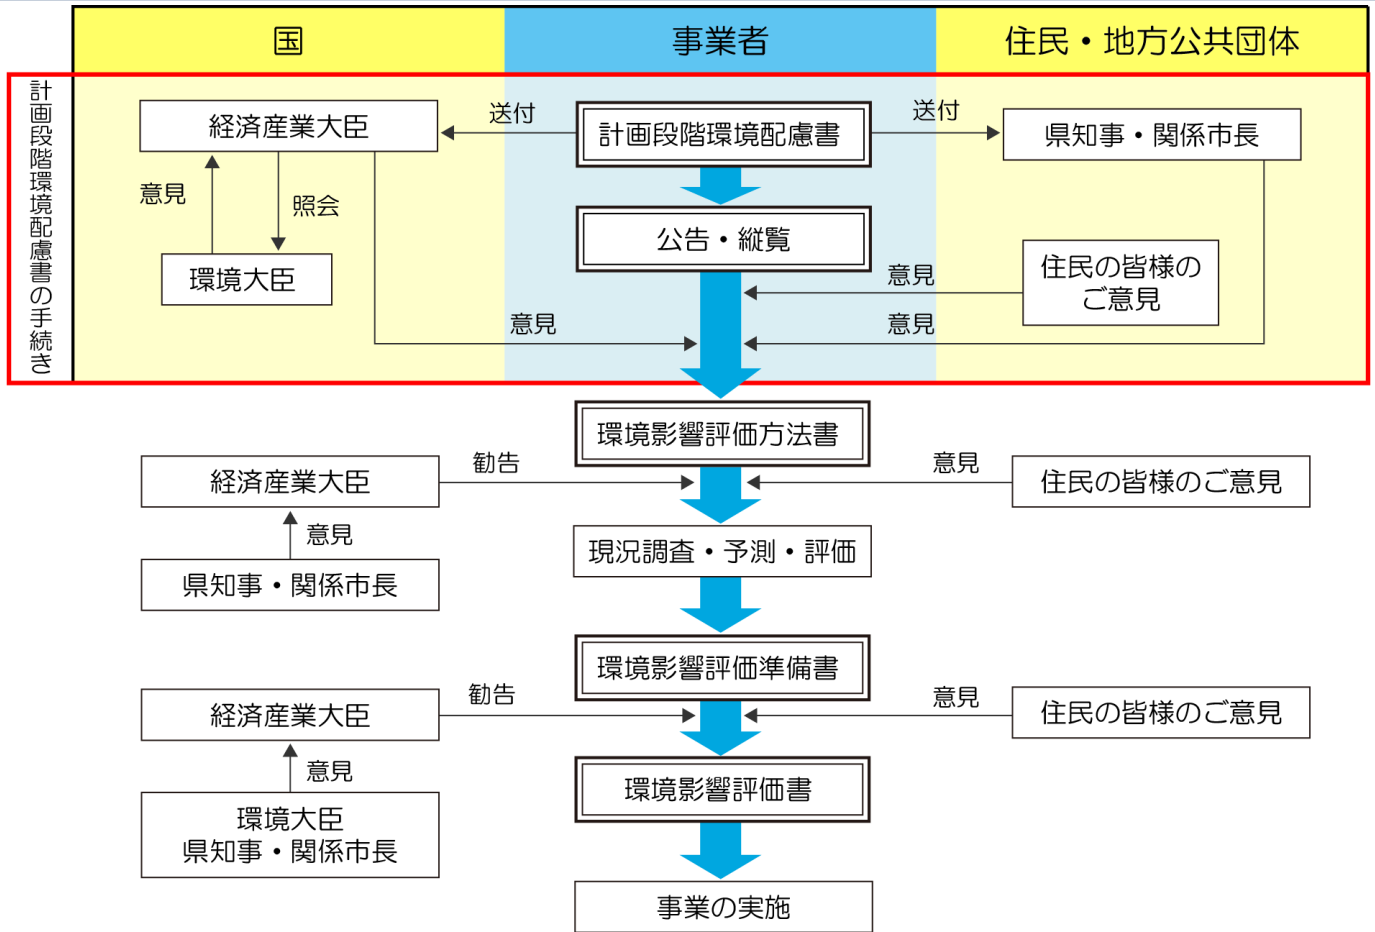 国
事業者
住民・地方公共団体
計画段階環境配慮書の手続き
経済産業大臣
送付
計画段階環境配慮書
送付
県知事・関係市長
意見
照会
公告・縦覧
環境大臣
意見
住民の皆様の
ご意見
意見
意見
環境影響評価方法書
経済産業大臣
勧告
意見
住民の皆様のご意見
意見
現況調査・予測・評価
県知事・関係市長
環境影響評価準備書
経済産業大臣
勧告
意見
住民の皆様のご意見
意見
環境影響評価書
環境大臣
県知事・関係市長
事業の実施